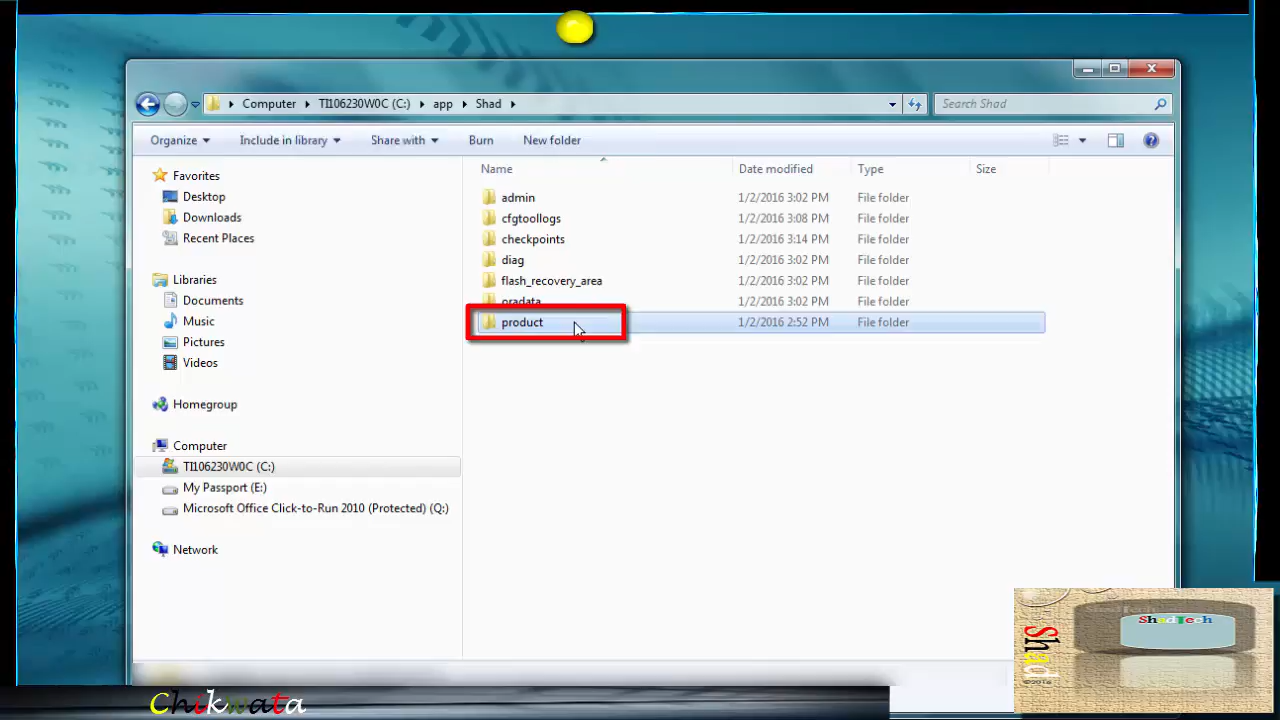 Computer TI106230W0C (C:) app Shad
Search Shad
Organize Include in library Share with Burn New folder
Name Date modified Type Size
Favorites
Desktop
Downloads
Recent Places
Libraries
Documents
Music
Pictures
Videos
Homegroup
Computer
TI106230W0C (C:)
My Passport (E:)
Microsoft Office Click-to-Run 2010 (Protected) (Q:)
Network
admin 1/2/2016 3:02 PM File folder
cfgtoollogs 1/2/2016 3:08 PM File folder
checkpoints 1/2/2016 3:14 PM File folder
diag 1/2/2016 3:02 PM File folder
flash_recovery_area 1/2/2016 3:02 PM File folder
oradata 1/2/2016 3:02 PM File folder
product 1/2/2016 2:52 PM File folder
ShadTech
ShadTech
Shad
©2016
Chikwata